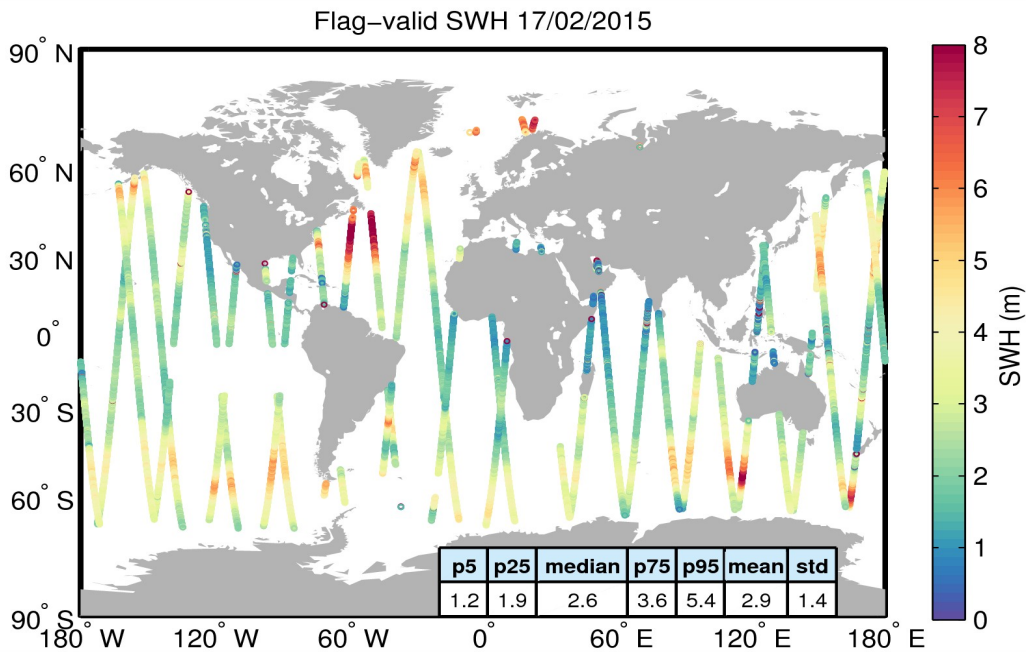 Flag−valid SWH 17/02/2015
90° N
60° N
30° N
0°
30° S
60° S
90° S
180° W
120° W
60° W
0°
60° E
120° E
180° E
p5 p25 median p75 p95 mean std
1.2 1.9 2.6 3.6 5.4 2.9 1.4
8
7
6
5
4
3
2
1
0
SWH (m)